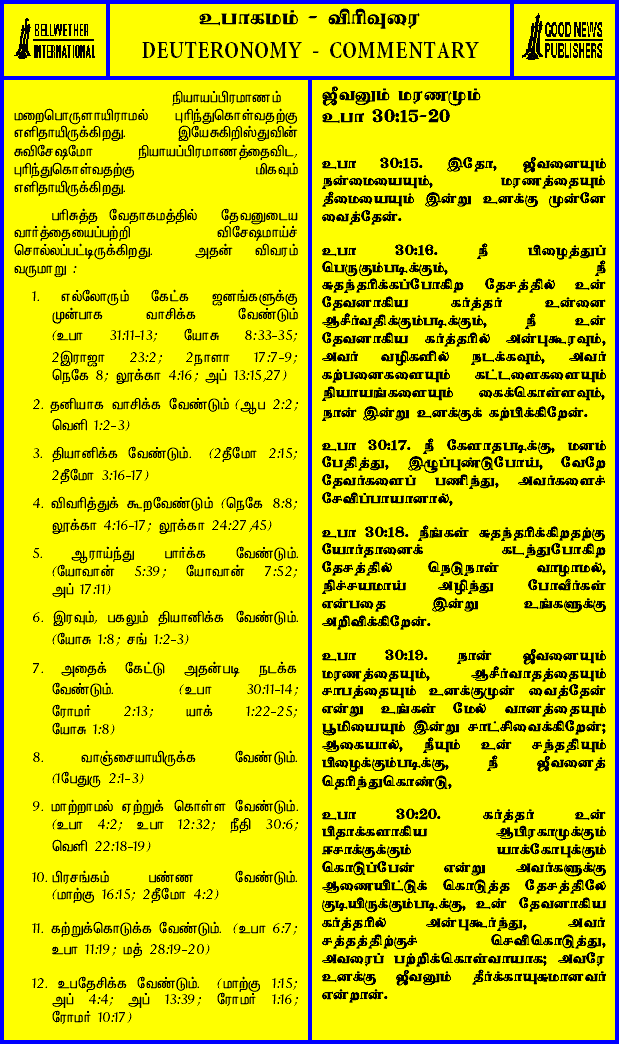 BELLWETHER
INTERNATIONAL
உபாகமம் - விரிவுரை
DEUTERONOMY - COMMENTARY
GOOD NEWS
PUBLISHERS
நியாயப்பிரமாணம்
மறைபொருளாயிராமல் புரிந்துகொள்வதற்கு
எளிதாயிருக்கிறது. இயேசுகிறிஸ்துவின்
சுவிசேஷமோ நியாயப்பிரமாணத்தைவிட,
புரிந்துகொள்வதற்கு மிகவும்
எளிதாயிருக்கிறது.
பரிசுத்த வேதாகமத்தில் தேவனுடைய
வார்த்தையைப்பற்றி விசேஷமாய்ச்
சொல்லப்பட்டிருக்கிறது. அதன் விவரம்
வருமாறு :
1. எல்லோரும் கேட்க ஜனங்களுக்கு
முன்பாக வாசிக்க வேண்டும்
(உபா 31:11-13; யோசு 8:33-35;
2இராஜா 23:2; 2நாளா 17:7-9;
நெகே 8; லூக்கா 4:16; அப் 13:15,27)
2. தனியாக வாசிக்க வேண்டும் (ஆப 2:2;
வெளி 1:2-3)
3. தியானிக்க வேண்டும். (2தீமோ 2:15;
2தீமோ 3:16-17)
4. விவரித்துக் கூறவேண்டும் (நெகே 8:8;
லூக்கா 4:16-17; லூக்கா 24:27,45)
5. ஆராய்ந்து பார்க்க வேண்டும்.
(யோவான் 5:39; யோவான் 7:52;
அப் 17:11)
6. இரவும், பகலும் தியானிக்க வேண்டும்.
(யோசு 1:8; சங் 1:2-3)
7. அதைக் கேட்டு அதன்படி நடக்க
வேண்டும். (உபா 30:11-14;
ரோமர் 2:13; யாக் 1:22-25;
யோசு 1:8)
8. வாஞ்சையாயிருக்க வேண்டும்.
(1பேதுரு 2:1-3)
9. மாற்றாமல் ஏற்றுக் கொள்ள வேண்டும்.
(உபா 4:2; உபா 12:32; நீதி 30:6;
வெளி 22:18-19)
10. பிரசங்கம் பண்ண வேண்டும்.
(மாற்கு 16:15; 2தீமோ 4:2)
11. கற்றுக்கொடுக்க வேண்டும். (உபா 6:7;
உபா 11:19; மத் 28:19-20)
12. உபதேசிக்க வேண்டும். (மாற்கு 1:15;
அப் 4:4; அப் 13:39; ரோமர் 1:16;
ரோமர் 10:17)
ஜீவனும் மரணமும்
உபா 30:15-20
உபா 30:15. இதோ, ஜீவனையும்
நன்மையையும், மரணத்தையும்
தீமையையும் இன்று உனக்கு முன்னே
வைத்தேன்.
உபா 30:16. நீ பிழைத்துப்
பெருகும்படிக்கும், நீ
சுதந்தரிக்கப்போகிற தேசத்தில் உன்
தேவனாகிய கர்த்தர் உன்னை
ஆசீர்வதிக்கும்படிக்கும், நீ உன்
தேவனாகிய கர்த்தரில் அன்புகூரவும்,
அவர் வழிகளில் நடக்கவும், அவர்
கற்பனைகளையும் கட்டளைகளையும்
நியாயங்களையும் கைக்கொள்ளவும்,
நான் இன்று உனக்குக் கற்பிக்கிறேன்.
உபா 30:17. நீ கேளாதபடிக்கு, மனம்
பேதித்து, இழுப்புண்டுபோய், வேறே
தேவர்களைப் பணிந்து, அவர்களைச்
சேவிப்பாயானால்,
உபா 30:18. நீங்கள் சுதந்தரிக்கிறதற்கு
யோர்தானைக் கடந்துபோகிற
தேசத்தில் நெடுநாள் வாழாமல்,
நிச்சயமாய் அழிந்து போவீர்கள்
என்பதை இன்று உங்களுக்கு
அறிவிக்கிறேன்.
உபா 30:19. நான் ஜீவனையும்
மரணத்தையும், ஆசீர்வாதத்தையும்
சாபத்தையும் உனக்குமுன் வைத்தேன்
என்று உங்கள் மேல் வானத்தையும்
பூமியையும் இன்று சாட்சிவைக்கிறேன்;
ஆகையால், நீயும் உன் சந்ததியும்
பிழைக்கும்படிக்கு, நீ ஜீவனைத்
தெரிந்துகொண்டு,
உபா 30:20. கர்த்தர் உன்
பிதாக்களாகிய ஆபிரகாமுக்கும்
ஈசாக்குக்கும் யாக்கோபுக்கும்
கொடுப்பேன் என்று அவர்களுக்கு
ஆணையிட்டுக் கொடுத்த தேசத்திலே
குடியிருக்கும்படிக்கு, உன் தேவனாகிய
கர்த்தரில் அன்புகூர்ந்து, அவர்
சத்தத்திற்குச் செவிகொடுத்து,
அவரைப் பற்றிக்கொள்வாயாக; அவரே
உனக்கு ஜீவனும் தீர்க்காயுசுமானவர்
என்றான்.